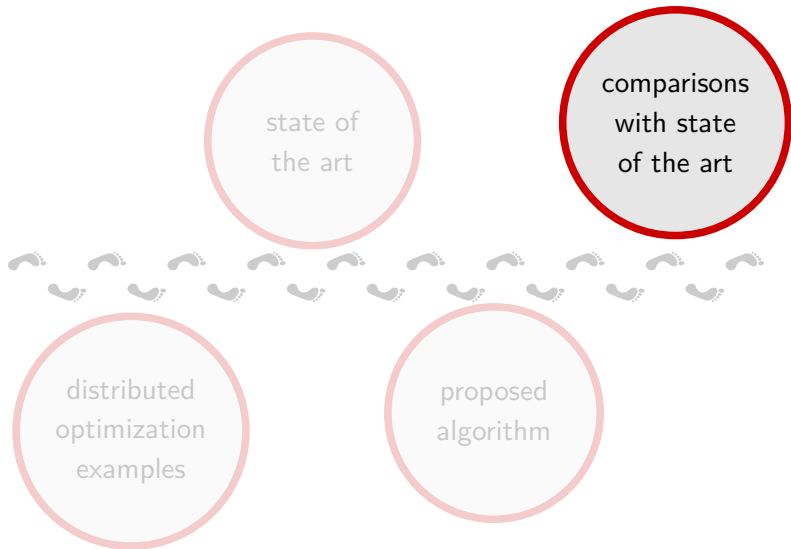 state of
the art
comparisons
with state
of the art
distributed
optimization
examples
proposed
algorithm